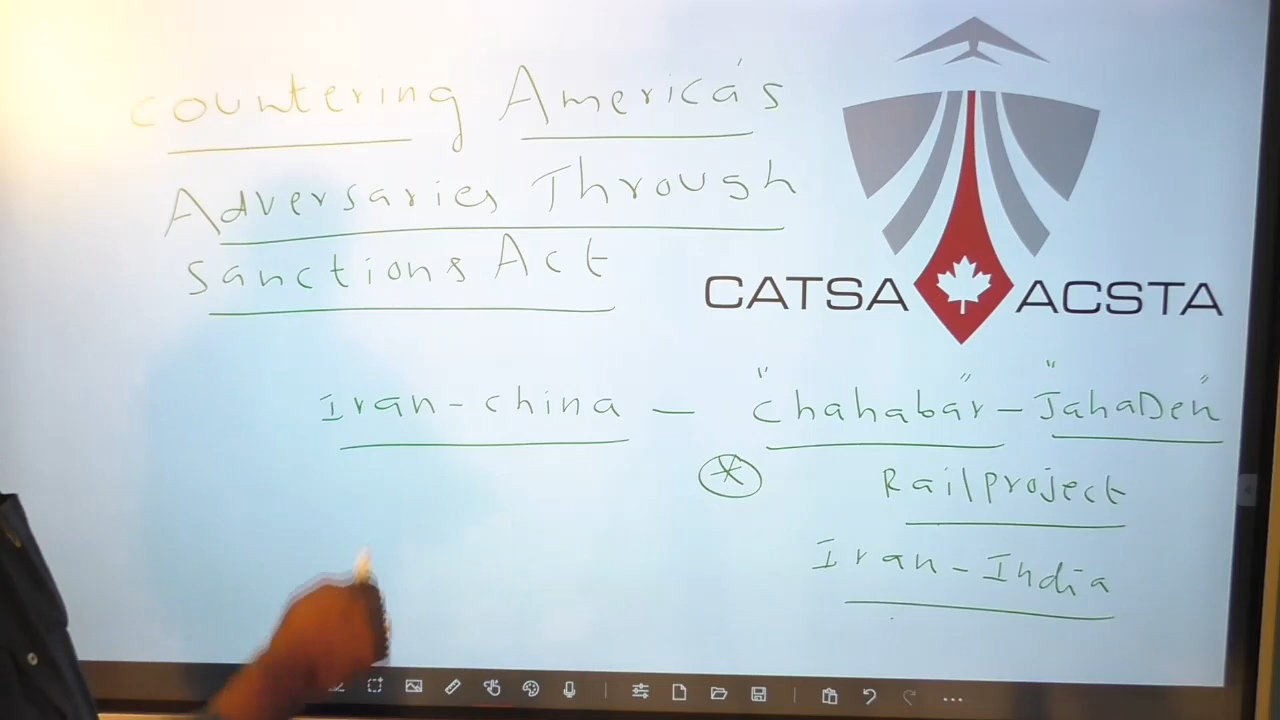 countering America's
Adversaries Through
Sanctions Act
CATSA ACSTA
Iran-china — "Chahabar"-"JahaDen"
Railproject
Iran-India